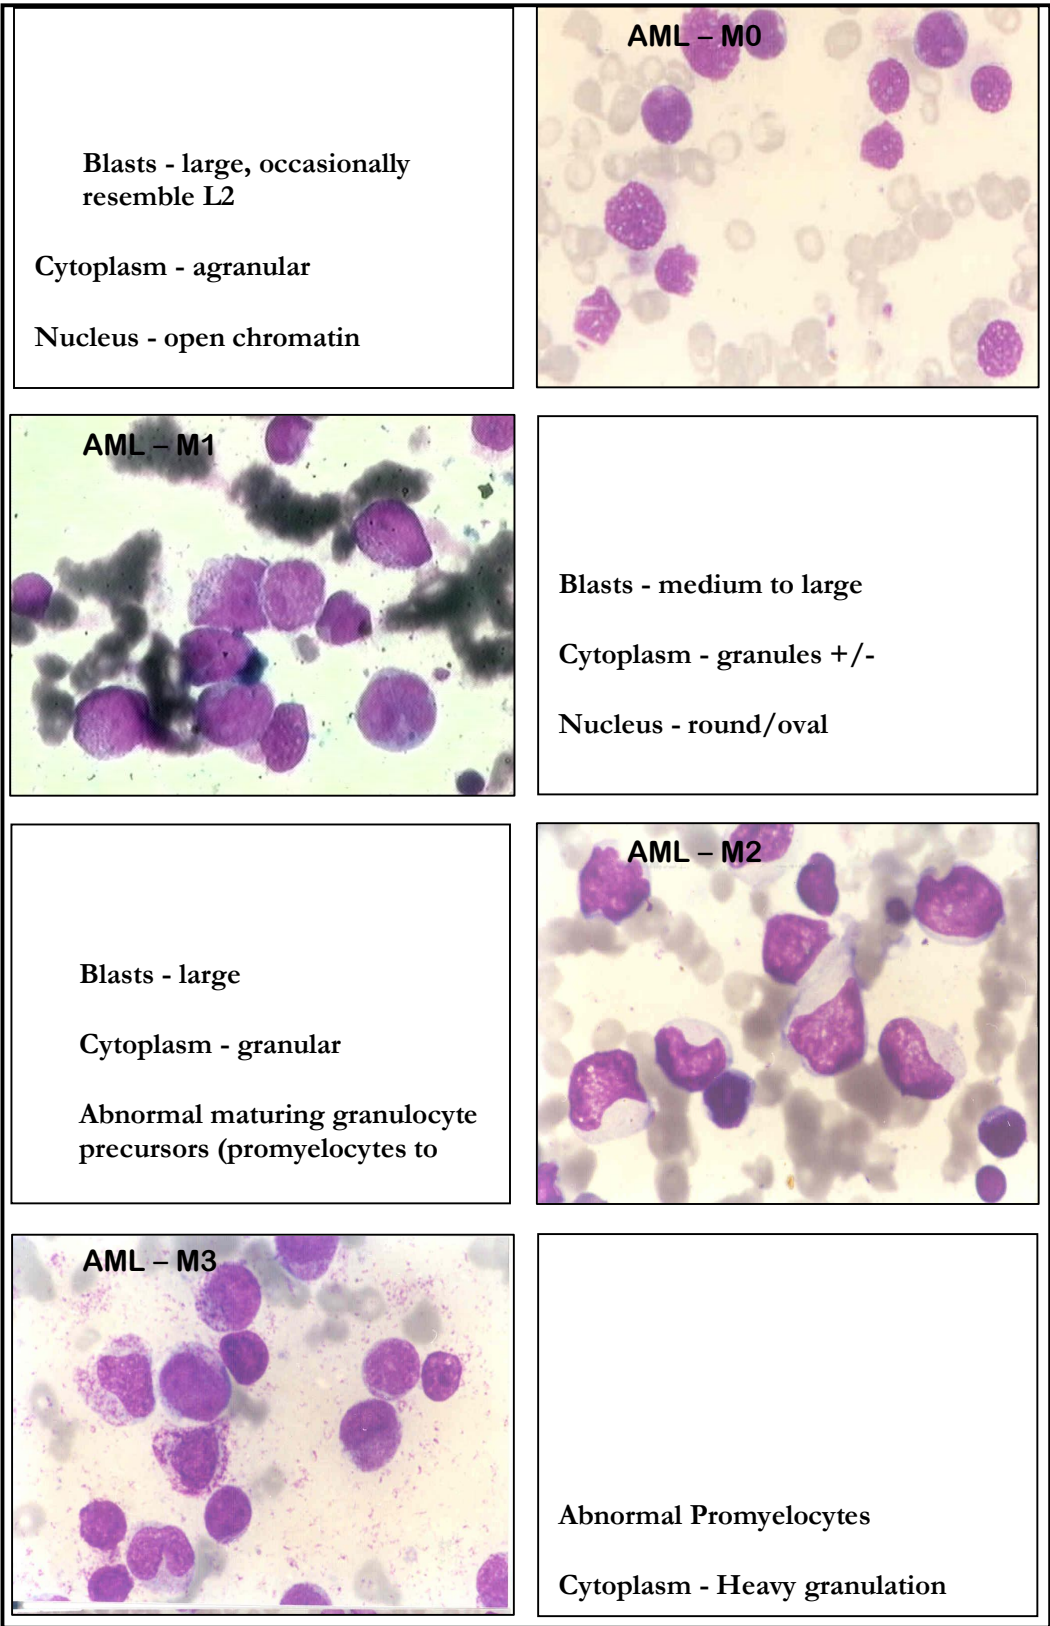 AML – M0
Blasts - large, occasionally
resemble L2
Cytoplasm - agranular
Nucleus - open chromatin
AML – M1
Blasts - medium to large
Cytoplasm - granules +/-
Nucleus - round/oval
AML – M2
Blasts - large
Cytoplasm - granular
Abnormal maturing granulocyte
precursors (promyelocytes to
AML – M3
Abnormal Promyelocytes
Cytoplasm - Heavy granulation